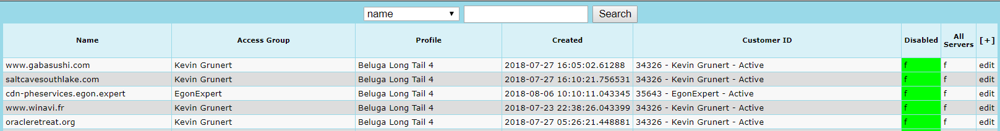 name Search
Name Access Group Profile Created Customer ID Disabled All Servers [+]
www.gabasushi.com Kevin Grunert Beluga Long Tail 4 2018-07-27 16:05:02.61288 34326 - Kevin Grunert - Active f f edit
saltcavesouthlake.com Kevin Grunert Beluga Long Tail 4 2018-07-27 16:10:21.756531 34326 - Kevin Grunert - Active f f edit
cdn-pheservices.egon.expert EgonExpert Beluga Long Tail 4 2018-08-06 10:10:11.043345 35643 - EgonExpert - Active f f edit
www.winavi.fr Kevin Grunert Beluga Long Tail 4 2018-07-23 22:38:26.043399 34326 - Kevin Grunert - Active f f edit
oracleretreat.org Kevin Grunert Beluga Long Tail 4 2018-07-27 05:26:21.448881 34326 - Kevin Grunert - Active f f edit